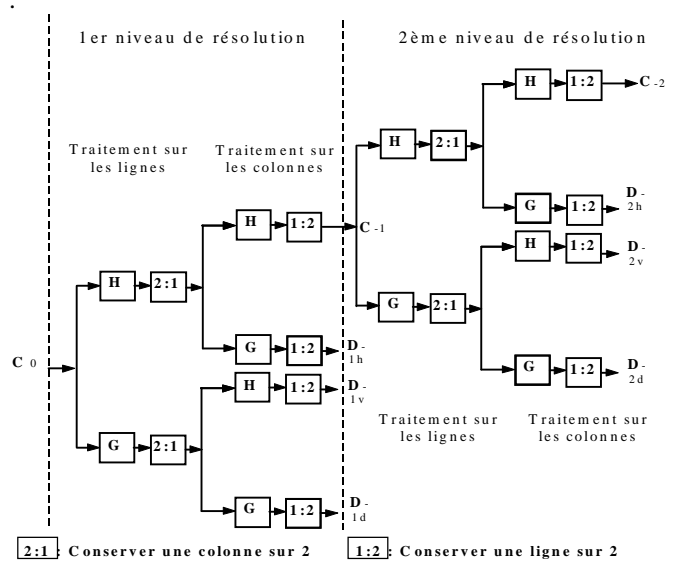 .
1er niveau de résolution
2ème niveau de résolution
H 1:2 C -2
Traitement sur
les lignes
Traitement sur
les colonnes
H 2:1
G 1:2 D -
2h
H 1:2 C -1
H 1:2 D -
2v
H 2:1
G 2:1
G 1:2 D -
1h
C 0
H 1:2 D -
1v
G 1:2 D -
2d
G 2:1
Traitement sur
les lignes
Traitement sur
les colonnes
G 1:2 D -
1d
2:1 : Conserver une colonne sur 2
1:2 : Conserver une ligne sur 2